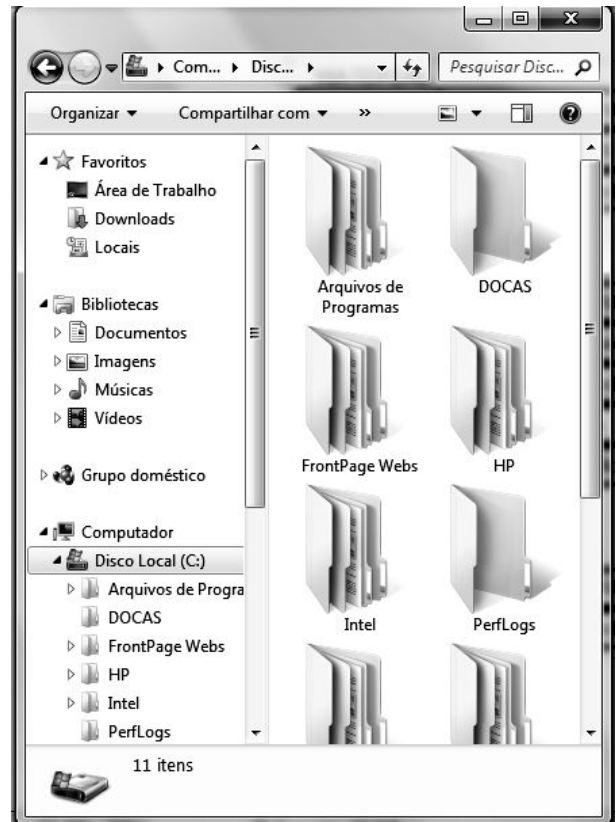 Com... Disc...
Pesquisar Disc...
Organizar
Compartilhar com
»
Favoritos
Área de Trabalho
Downloads
Locais
Bibliotecas
Documentos
Imagens
Músicas
Vídeos
Grupo doméstico
Computador
Disco Local (C:)
Arquivos de Progra
DOCAS
FrontPage Webs
HP
Intel
PerfLogs
Arquivos de
Programas
DOCAS
FrontPage Webs
HP
Intel
PerfLogs
11 itens